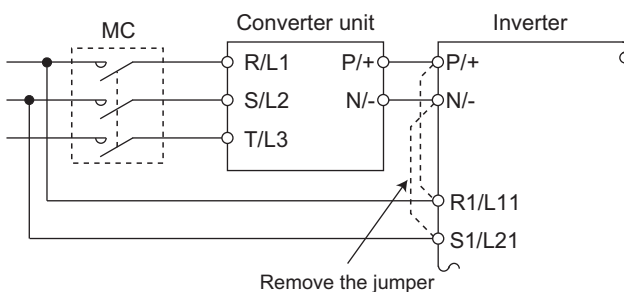 MC
Converter unit
Inverter
R/L1
P/+
P/+
S/L2
N/-
N/-
T/L3
R1/L11
S1/L21
Remove the jumper